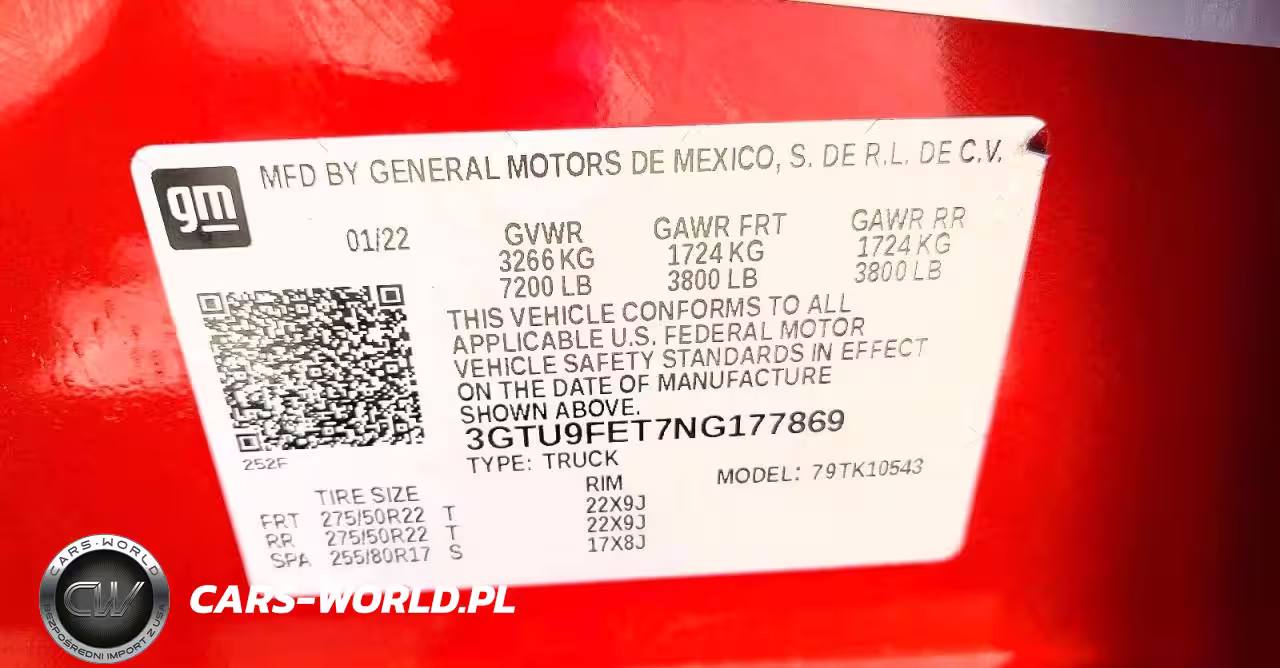 gm
MFD BY GENERAL MOTORS DE MEXICO, S. DE R.L. DE C.V.
01/22
GVWR GAWR FRT GAWR RR
3266 KG 1724 KG 1724 KG
7200 LB 3800 LB 3800 LB
THIS VEHICLE CONFORMS TO ALL
APPLICABLE U.S. FEDERAL MOTOR
VEHICLE SAFETY STANDARDS IN EFFECT
ON THE DATE OF MANUFACTURE
SHOWN ABOVE.
3GTU9FET7NG177869
252F
TYPE: TRUCK MODEL: 79TK10543
TIRE SIZE RIM
FRT 275/50R22 T 22X9J
RR 275/50R22 T 22X9J
SPA 255/80R17 S 17X8J
CARS-WORLD
CW
BEZPOŚREDNI IMPORT Z USA
CARS-WORLD.PL